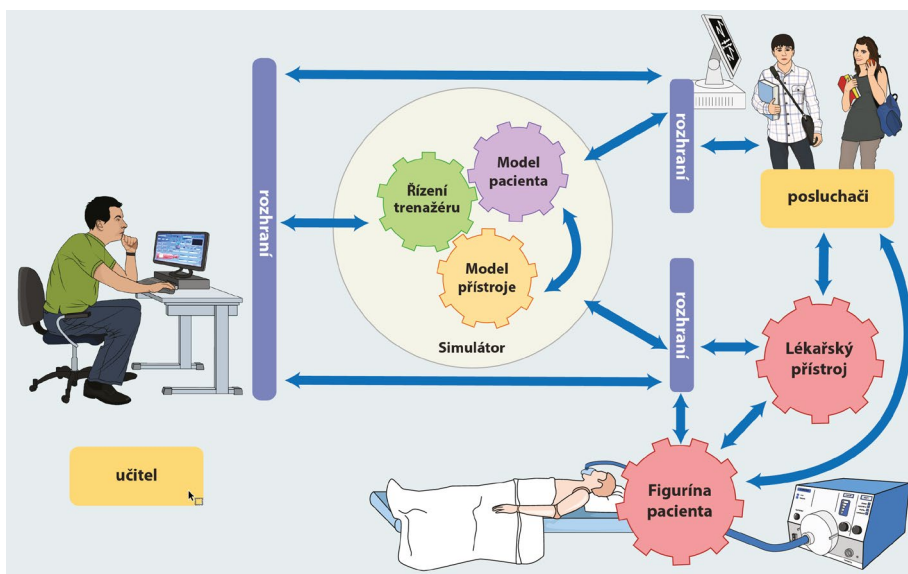 rozhraní
rozhraní
posluchači
Model
pacienta
Řízení
trenažéru
Model
přístroje
Simulátor
rozhraní
Lékařský
přístroj
učitel
Figurína
pacienta